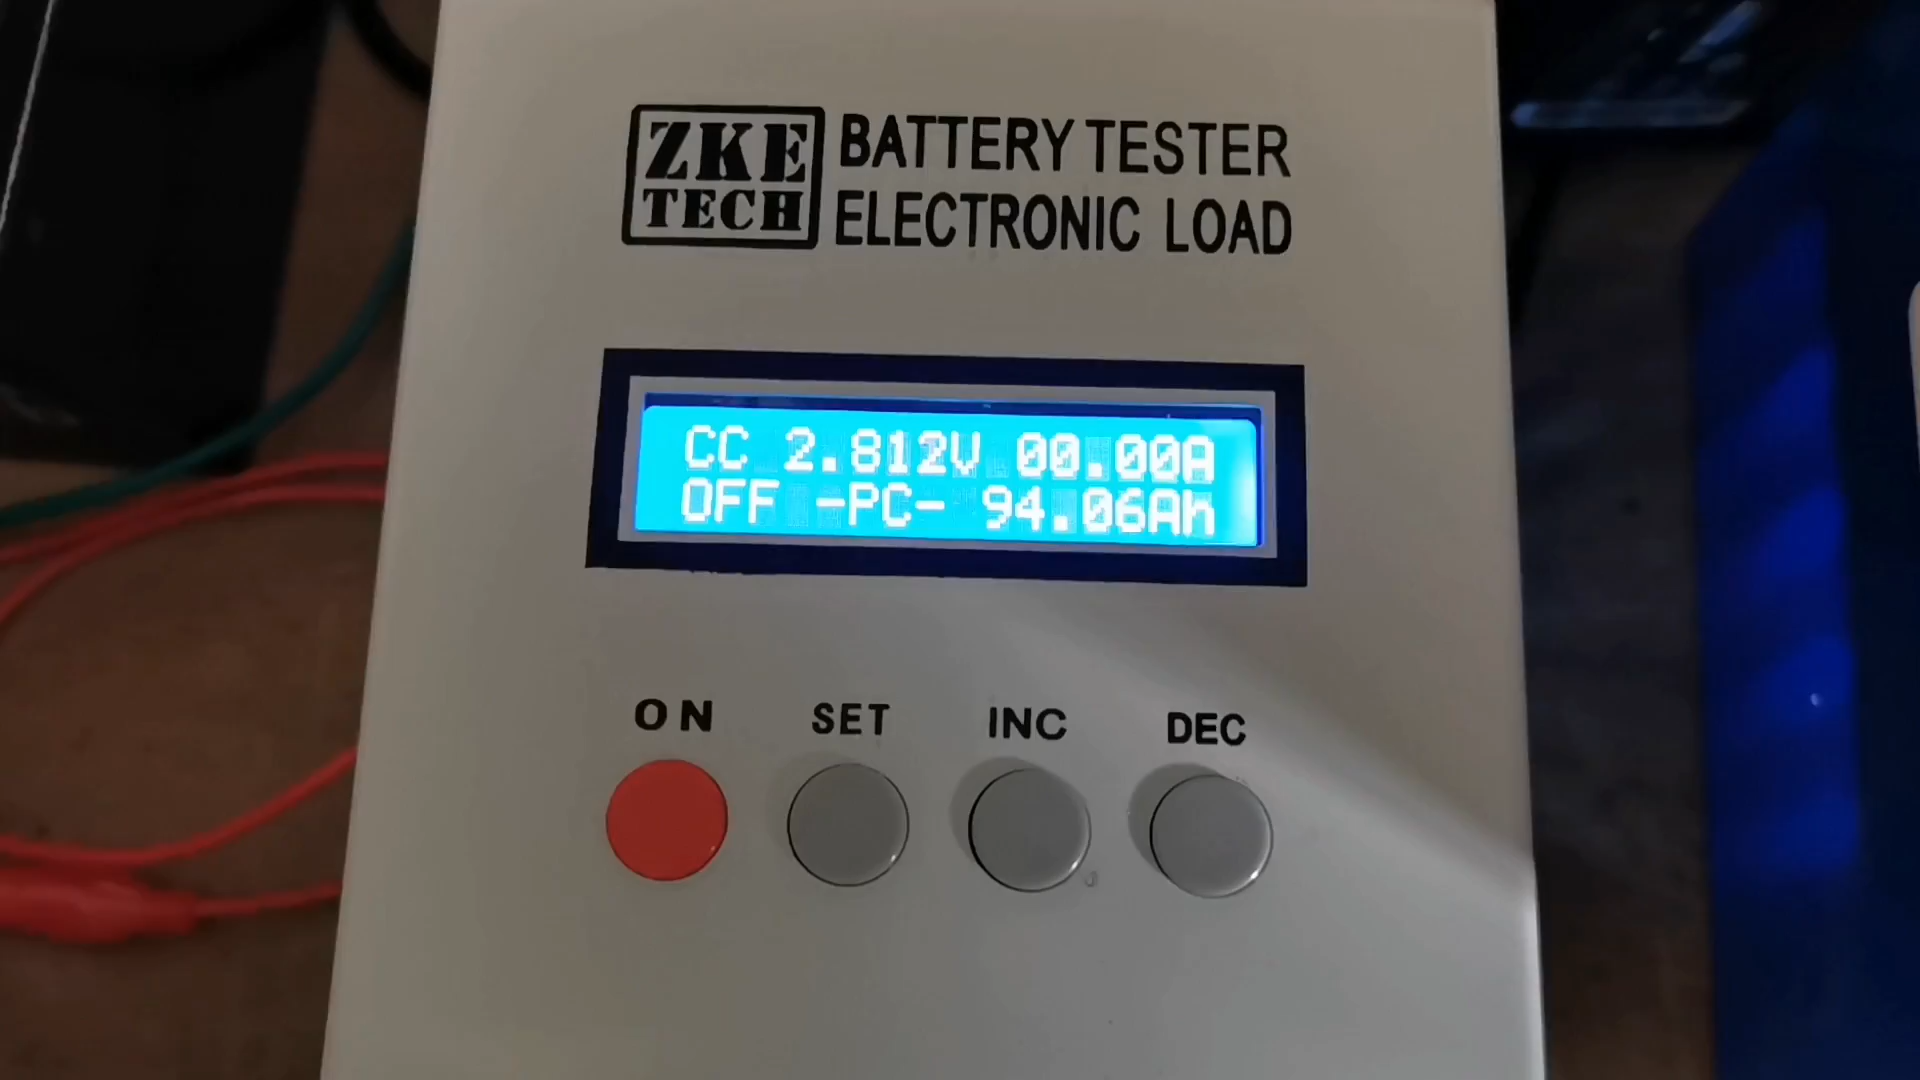 ZKE
TECH
BATTERY TESTER
ELECTRONIC LOAD
CC 2.812V 00.00A
OFF -PC- 94.06Ah
ON
SET
INC
DEC